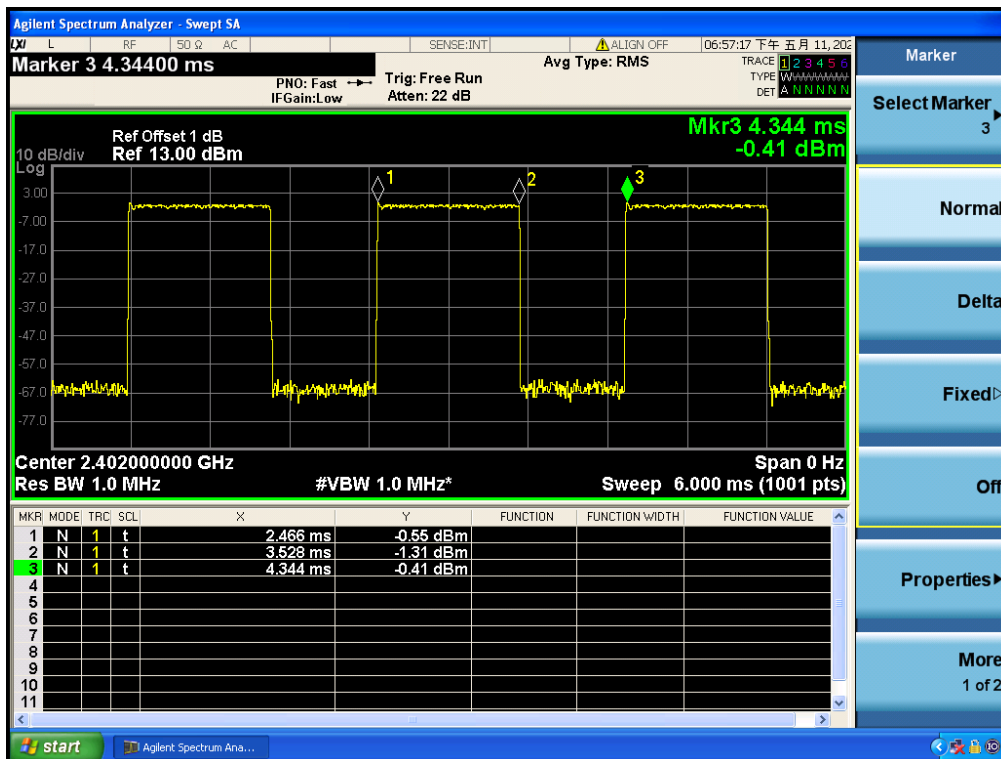 Agilent Spectrum Analyzer - Swept SA
LXI L RF 50 Ω AC SENSE:INT ALIGN OFF 06:57:17 下午 五月 11, 202
Marker 3 4.34400 ms
PNO: Fast
IFGain:Low
Trig: Free Run
Atten: 22 dB
Avg Type: RMS
TRACE 1 2 3 4 5 6
TYPE W
DET A N N N N N
Ref Offset 1 dB
Ref 13.00 dBm
10 dB/div
Log
Mkr3 4.344 ms
-0.41 dBm
1
2
3
3.00
-7.00
-17.0
-27.0
-37.0
-47.0
-57.0
-67.0
-77.0
Center 2.402000000 GHz
Span 0 Hz
Res BW 1.0 MHz
#VBW 1.0 MHz*
Sweep 6.000 ms (1001 pts)
MKR MODE TRC SCL X Y FUNCTION FUNCTION WIDTH FUNCTION VALUE
1 N 1 t 2.466 ms -0.55 dBm
2 N 1 t 3.528 ms -1.31 dBm
3 N 1 t 4.344 ms -0.41 dBm
4
5
6
7
8
9
10
11
Marker
Select Marker
3
Normal
Delta
Fixed
Off
Properties
More
1 of 2
start
Agilent Spectrum Ana...